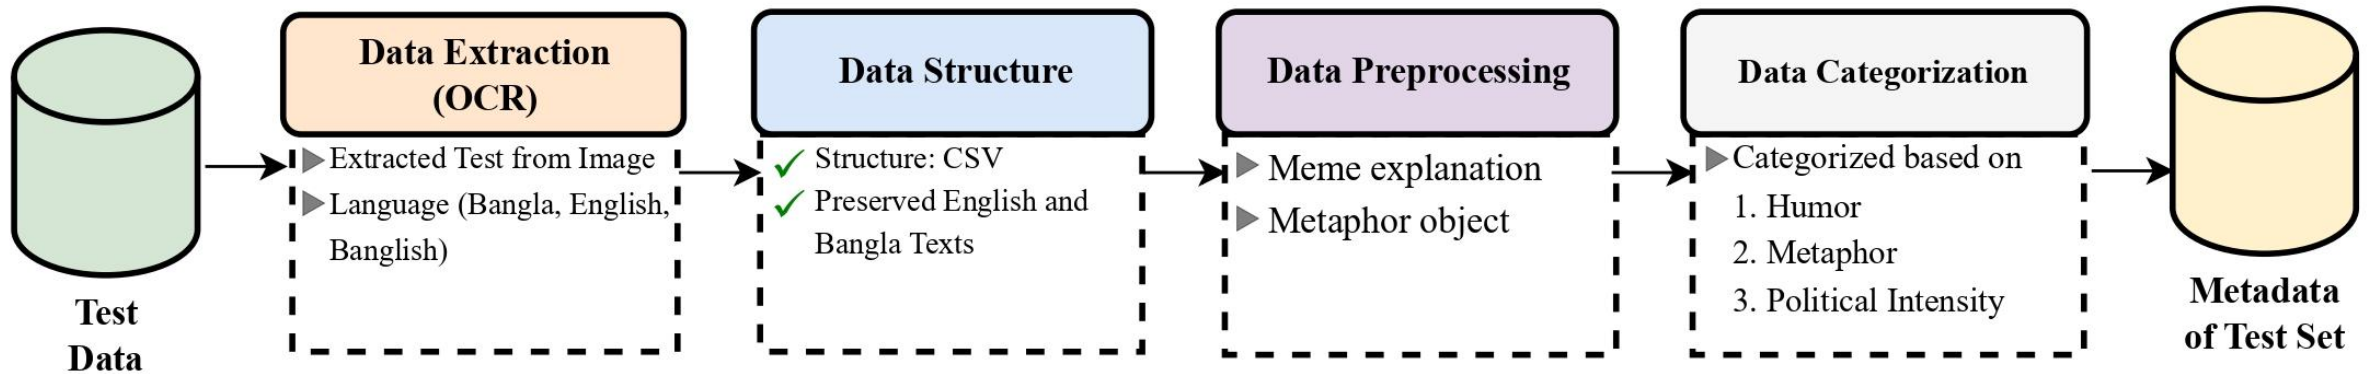 Test
Data
Data Extraction
(OCR)
Extracted Test from Image
Language (Bangla, English,
Banglish)
Data Structure
Structure: CSV
Preserved English and
Bangla Texts
Data Preprocessing
Meme explanation
Metaphor object
Data Categorization
Categorized based on
1. Humor
2. Metaphor
3. Political Intensity
Metadata
of Test Set